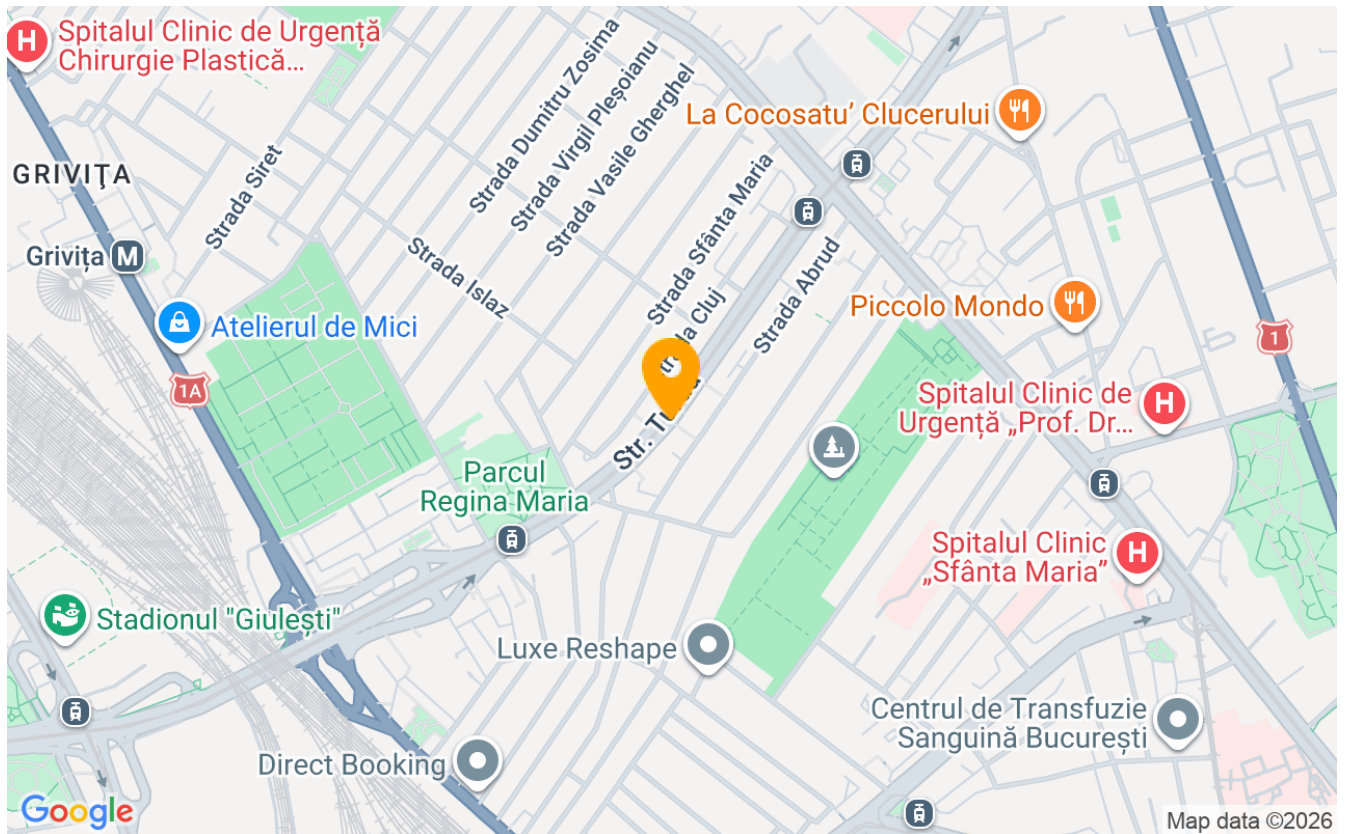 Spitalul Clinic de Urgență
Chirurgie Plastică...
Strada Dumitru Zosima
Strada Virgil Pleșoianu
Strada Vasile Gherghel
La Cocosatu' Clucerului
GRIVIŢA
Strada Siret
Strada Sfânta Maria
Grivița M
Strada Islaz
Strada Abrud
Atelierul de Mici
Piccolo Mondo
1
1A
Cluj
Spitalul Clinic de
Urgență „Prof. Dr...
Str.
Parcul
Regina Maria
Spitalul Clinic
„Sfânta Maria”
Stadionul "Giulești"
Luxe Reshape
Centrul de Transfuzie
Sanguină București
Direct Booking
Google
Map data ©2026
H
H
H